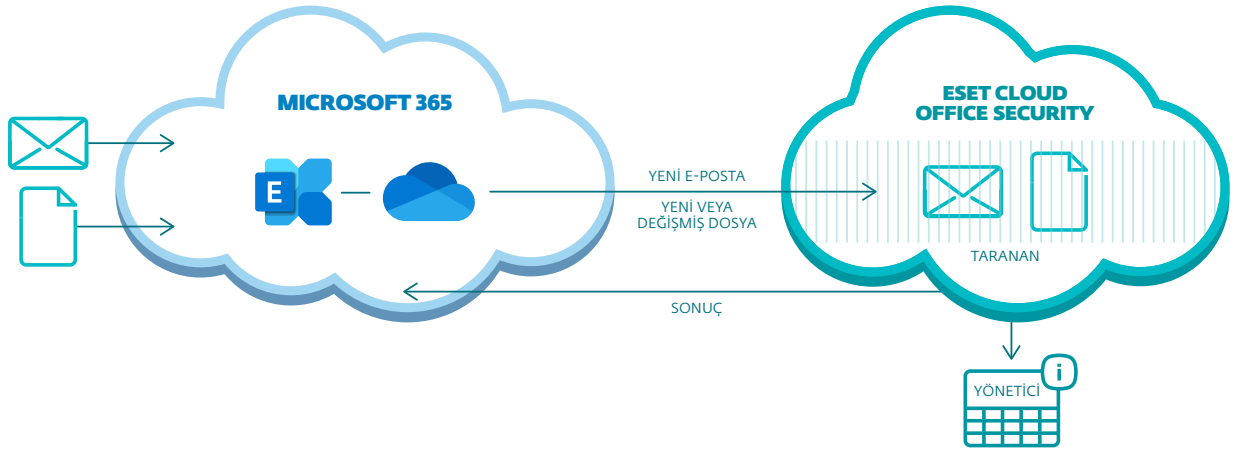 MICROSOFT 365
E
YENİ E-POSTA
YENİ VEYA
DEĞİŞMİŞ DOSYA
SONUÇ
ESET CLOUD
OFFICE SECURITY
TARANAN
i
YÖNETİCİ